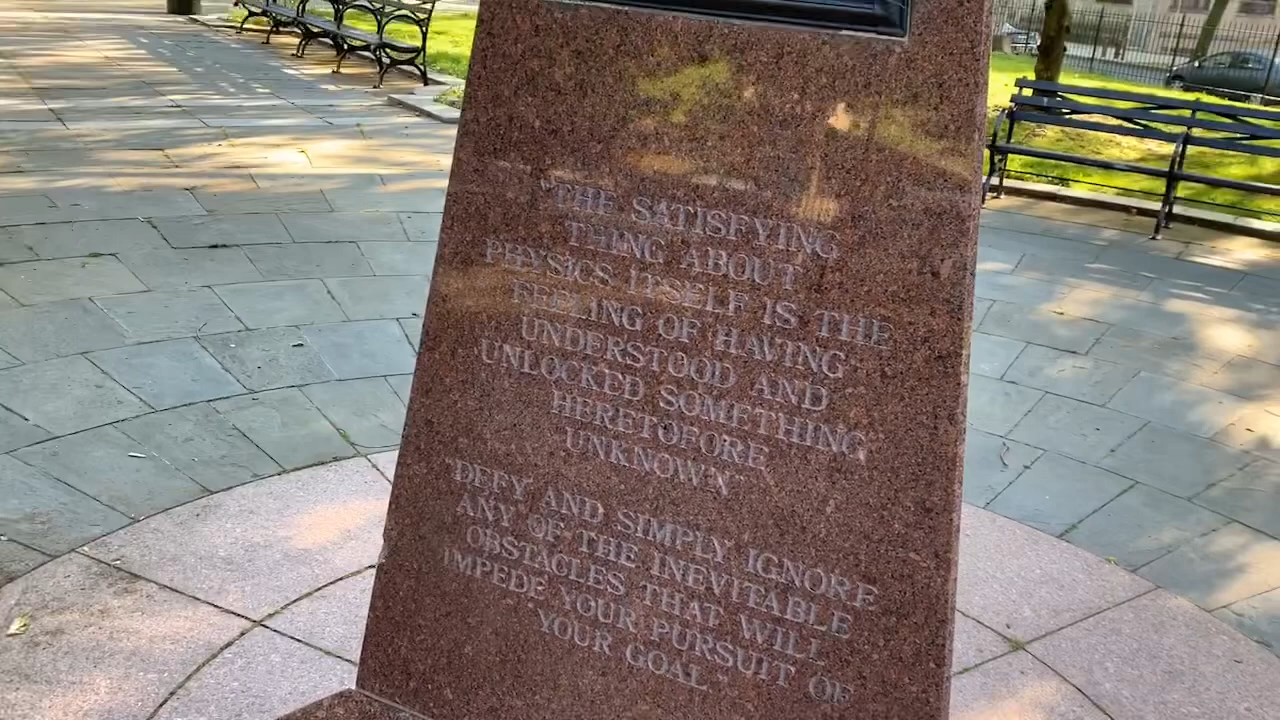 "THE SATISFYING
THING ABOUT
PHYSICS ITSELF IS THE
FEELING OF HAVING
UNDERSTOOD AND
UNLOCKED SOMETHING
HERETOFORE
UNKNOWN"
"DEFY AND SIMPLY IGNORE
ANY OF THE INEVITABLE
OBSTACLES THAT WILL
IMPEDE YOUR PURSUIT OF
YOUR GOAL"